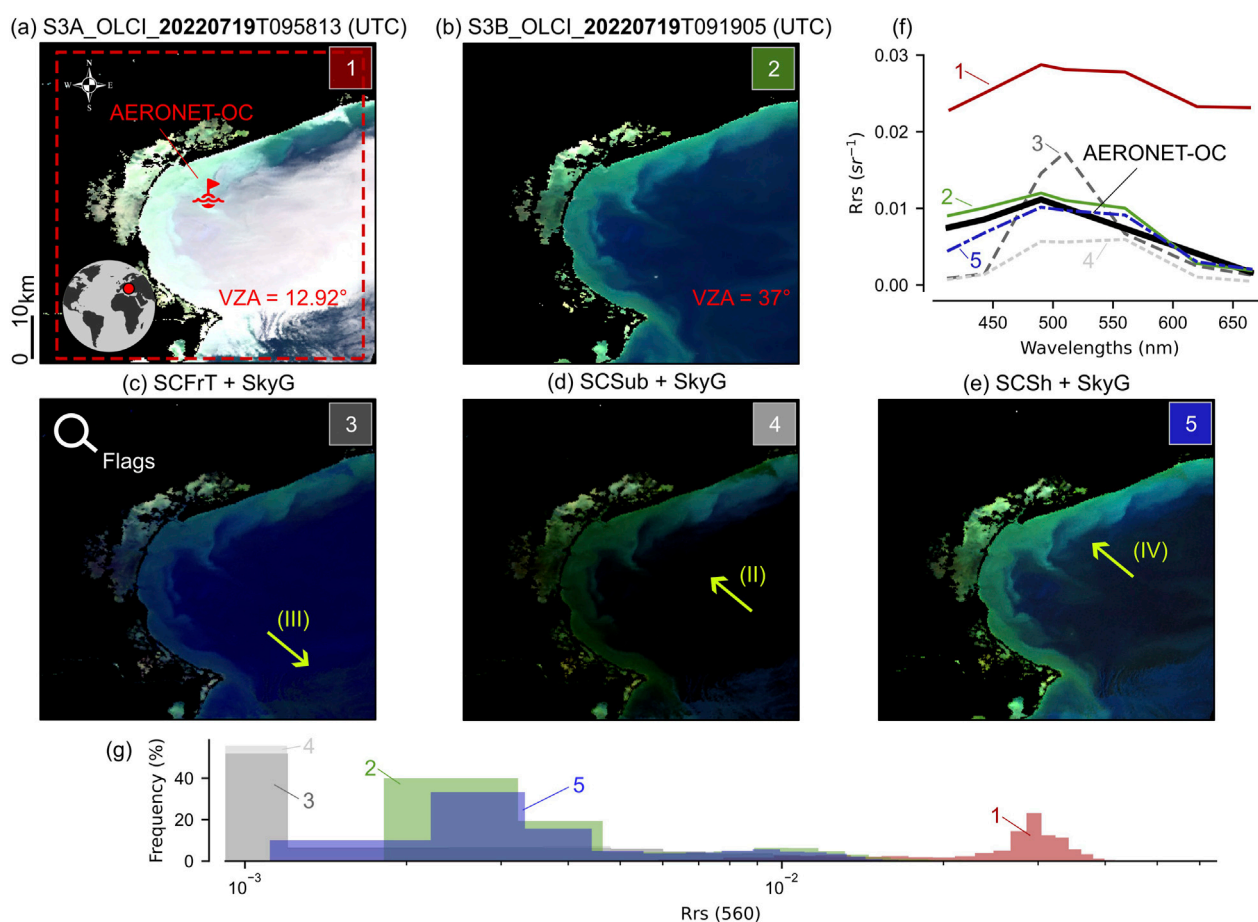 (a) S3A_OLCI_20220719T095813 (UTC)
(b) S3B_OLCI_20220719T091905 (UTC)
(f)
1
N
W E
S
AERONET-OC
VZA = 12.92°
10km
0
2
VZA = 37°
0.03
0.02
0.01
0.00
Rrs (sr⁻¹)
1
3
AERONET-OC
2
5
4
450 500 550 600 650
Wavelengths (nm)
(c) SCFrT + SkyG
(d) SCSub + SkyG
(e) SCSh + SkyG
3
Flags
(III)
4
(II)
5
(IV)
(g)
Frequency (%)
40
20
0
4
3
2
5
1
10⁻³ 10⁻²
Rrs (560)